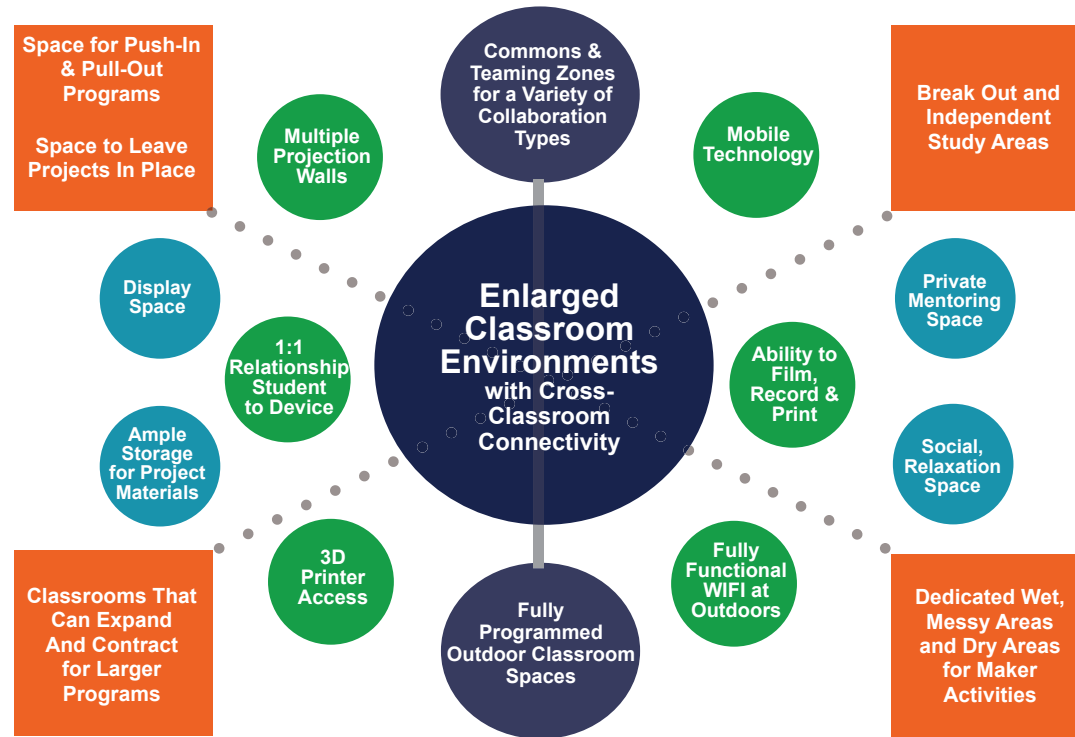 Space for Push-In
& Pull-Out
Programs
Space to Leave
Projects In Place
Multiple
Projection
Walls
Commons &
Teaming Zones
for a Variety of
Collaboration
Types
Mobile
Technology
Break Out and
Independent
Study Areas
Display
Space
1:1
Relationship
Student
to Device
Ample
Storage
for Project
Materials
Enlarged
Classroom
Environments
with Cross-
Classroom
Connectivity
Ability to
Film,
Record &
Print
Private
Mentoring
Space
Social,
Relaxation
Space
Classrooms That
Can Expand
And Contract
for Larger
Programs
3D
Printer
Access
Fully
Programmed
Outdoor Classroom
Spaces
Fully
Functional
WIFI at
Outdoors
Dedicated Wet,
Messy Areas
and Dry Areas
for Maker
Activities